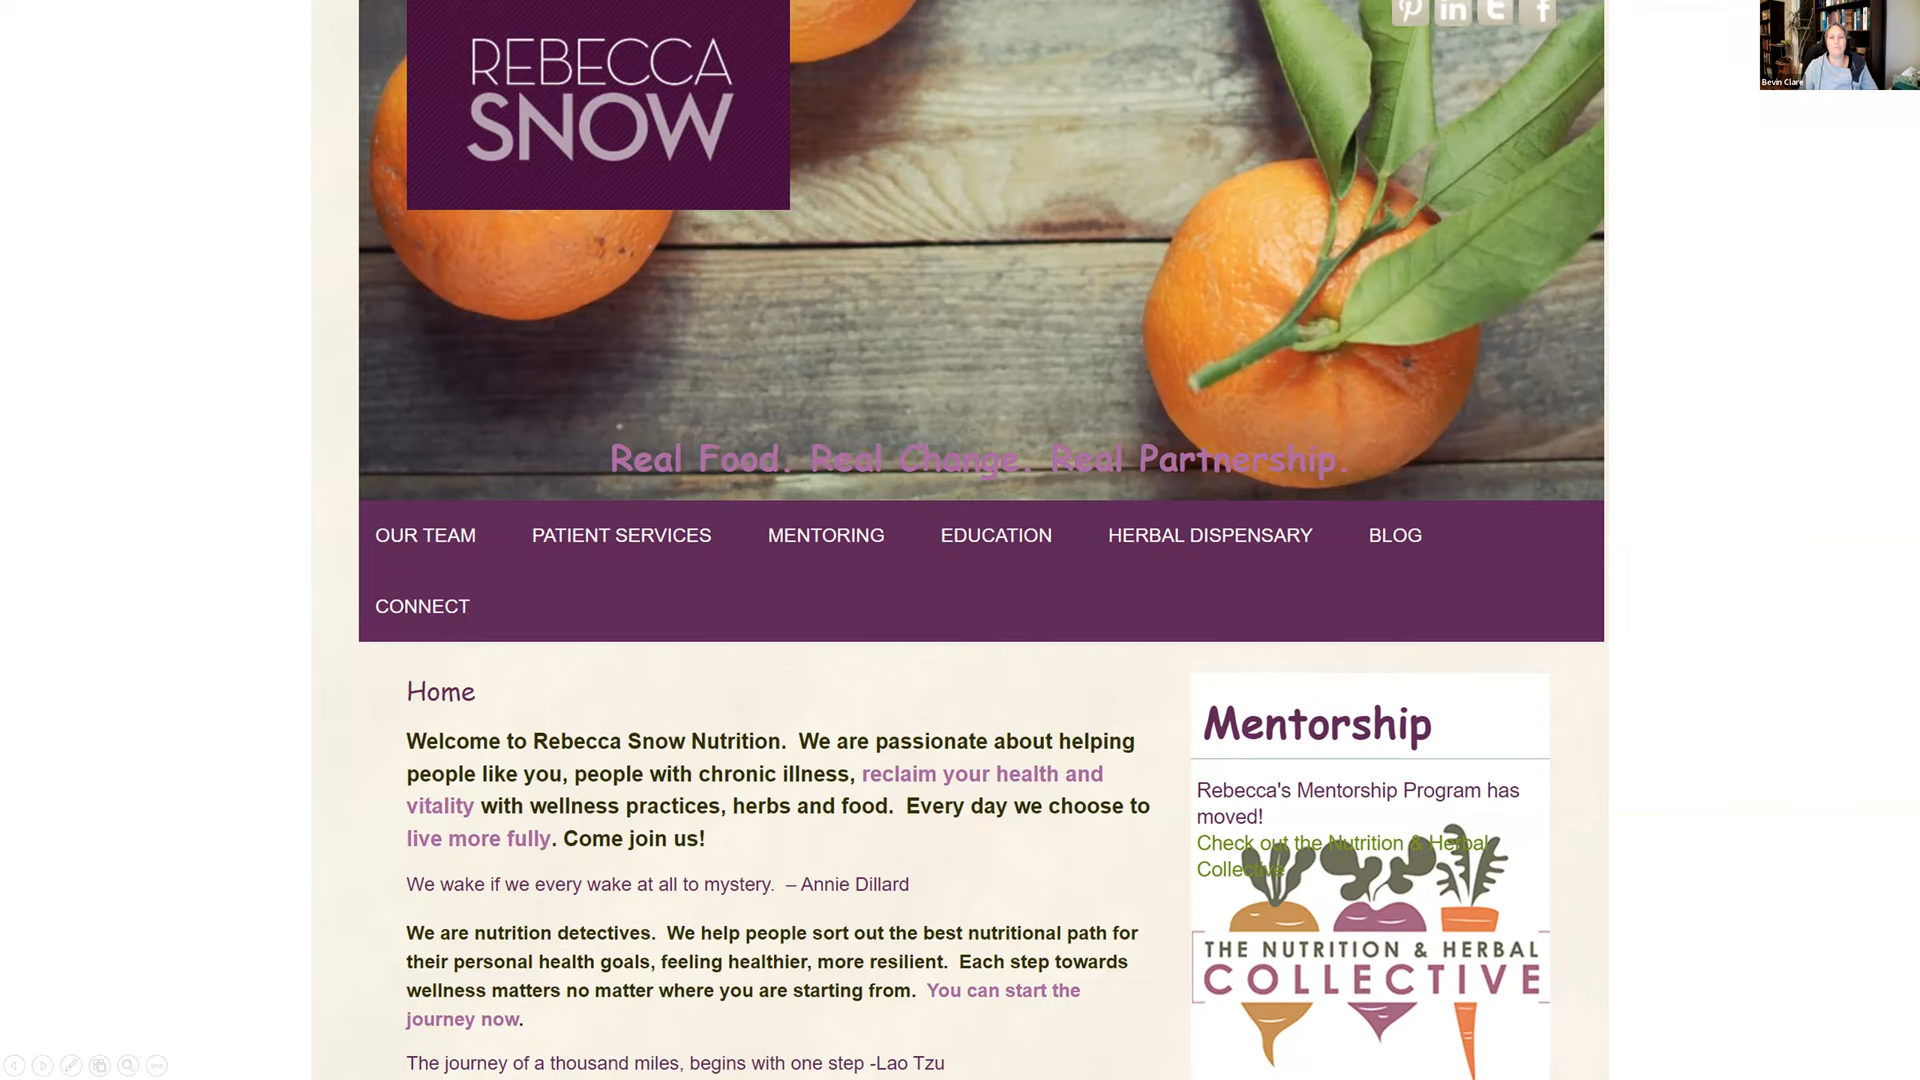 REBECCA
SNOW
Bevin Clare
Real Food. Real Change. Real Partnership.
OUR TEAM PATIENT SERVICES MENTORING EDUCATION HERBAL DISPENSARY BLOG
CONNECT
Home
Welcome to Rebecca Snow Nutrition. We are passionate about helping
people like you, people with chronic illness, reclaim your health and
vitality with wellness practices, herbs and food. Every day we choose to
live more fully. Come join us!
We wake if we every wake at all to mystery. – Annie Dillard
We are nutrition detectives. We help people sort out the best nutritional path for
their personal health goals, feeling healthier, more resilient. Each step towards
wellness matters no matter where you are starting from. You can start the
journey now.
The journey of a thousand miles, begins with one step -Lao Tzu
Mentorship
Rebecca's Mentorship Program has
moved!
Check out the Nutrition & Herbal
Collective
THE NUTRITION & HERBAL
COLLECTIVE